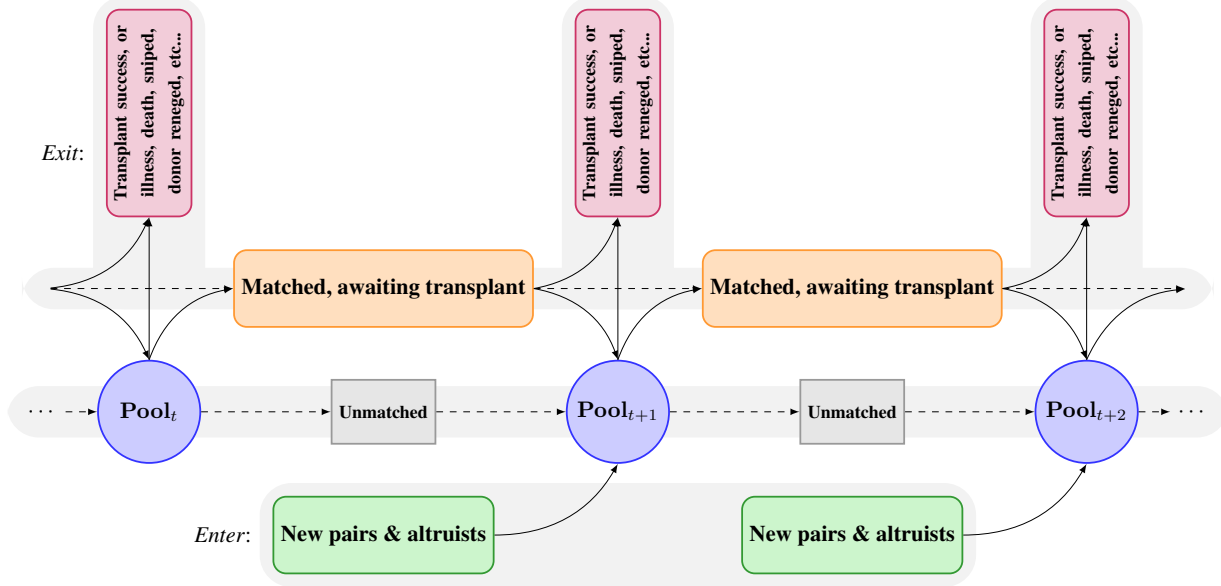 Transplant success, or
illness, death, sniped,
donor reneged, etc...
Transplant success, or
illness, death, sniped,
donor reneged, etc...
Transplant success, or
illness, death, sniped,
donor reneged, etc...
Exit:
Matched, awaiting transplant
Matched, awaiting transplant
...
Pool_t
Unmatched
Pool_{t+1}
Unmatched
Pool_{t+2}
...
Enter:
New pairs & altruists
New pairs & altruists